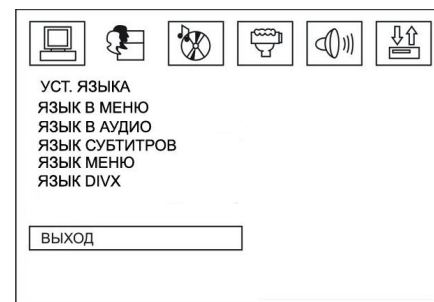 УСТ. ЯЗЫКА
ЯЗЫК В МЕНЮ
ЯЗЫК В АУДИО
ЯЗЫК СУБТИТРОВ
ЯЗЫК МЕНЮ
ЯЗЫК DIVX
ВЫХОД